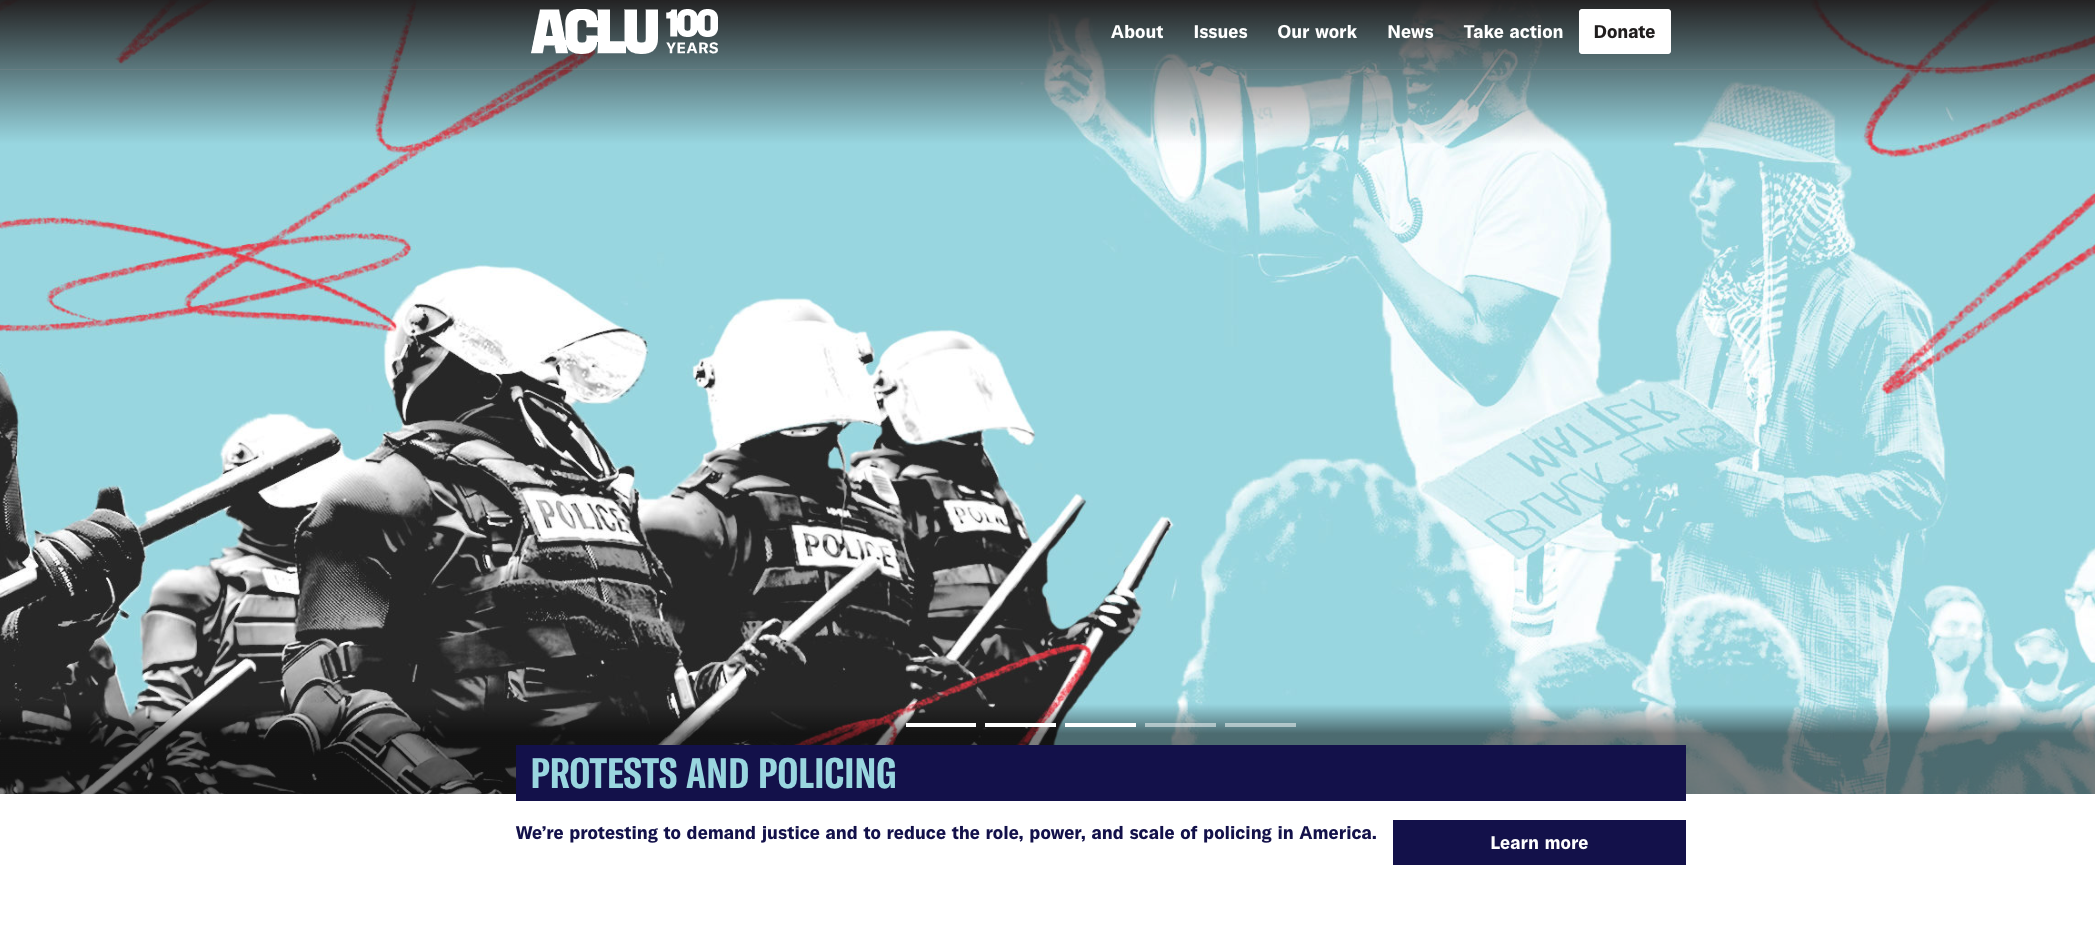 ACLU 100 YEARS
About Issues Our work News Take action Donate
MATTER
BLACK
POLICE
POLICE
PROTESTS AND POLICING
We’re protesting to demand justice and to reduce the role, power, and scale of policing in America.
Learn more